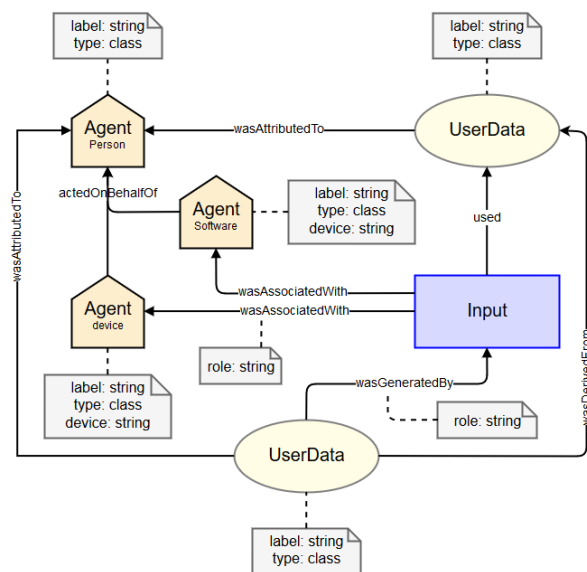 label: string
type: class
label: string
type: class
Agent
Person
wasAttributedTo
UserData
actedOnBehalfOf
Agent
Software
label: string
type: class
device: string
used
wasAttributedTo
wasAssociatedWith
Agent
device
wasAssociatedWith
Input
wasDerivedFrom
role: string
label: string
type: class
device: string
wasGeneratedBy
role: string
UserData
label: string
type: class